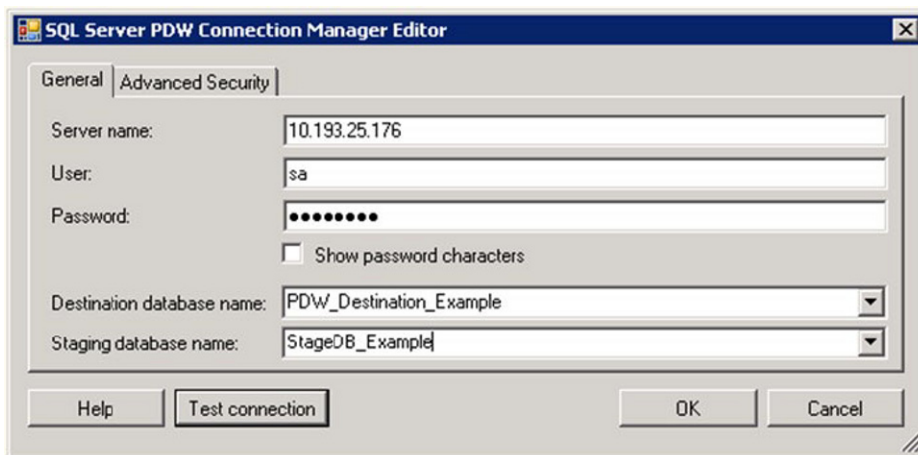 SQL Server PDW Connection Manager Editor
General Advanced Security
Server name: 10.193.25.176
User: sa
Password: ●●●●●●●●
Show password characters
Destination database name: PDW_Destination_Example
Staging database name: StageDB_Example
Help Test connection OK Cancel